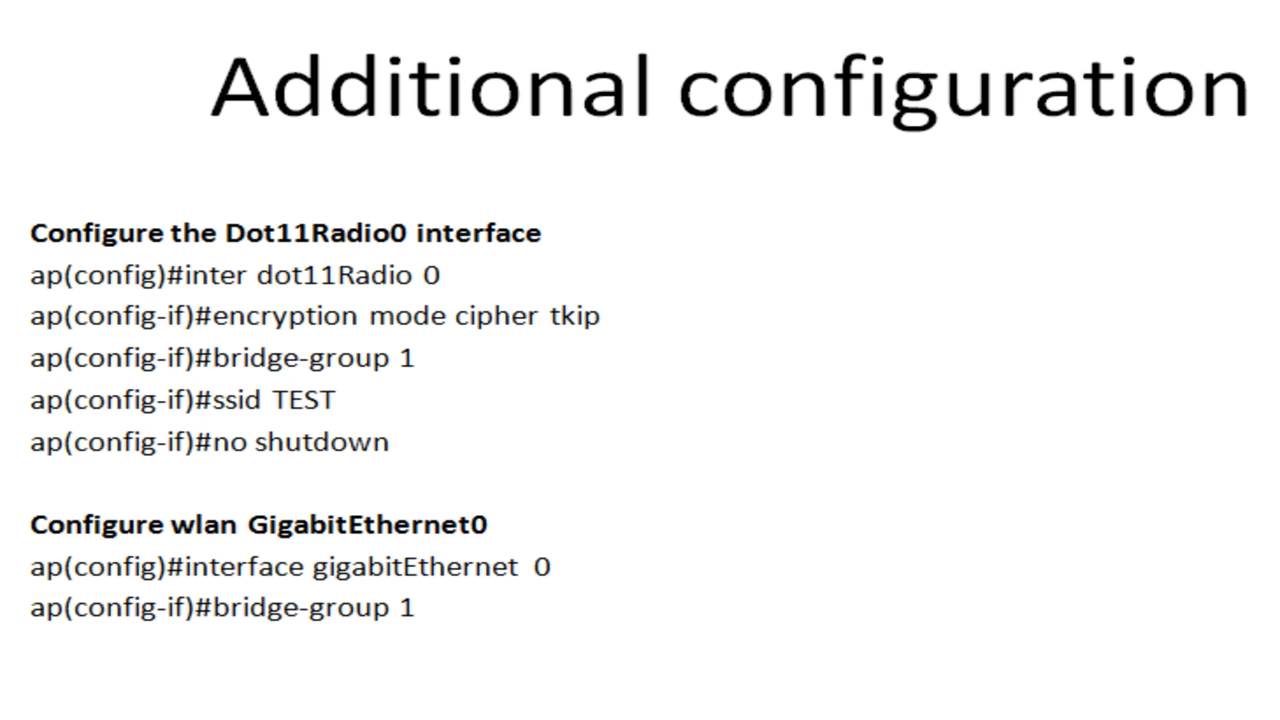 Additional configuration
Configure the Dot11Radio0 interface
ap(config)#inter dot11Radio 0
ap(config-if)#encryption mode cipher tkip
ap(config-if)#bridge-group 1
ap(config-if)#ssid TEST
ap(config-if)#no shutdown
Configure wlan GigabitEthernet0
ap(config)#interface gigabitEthernet 0
ap(config-if)#bridge-group 1